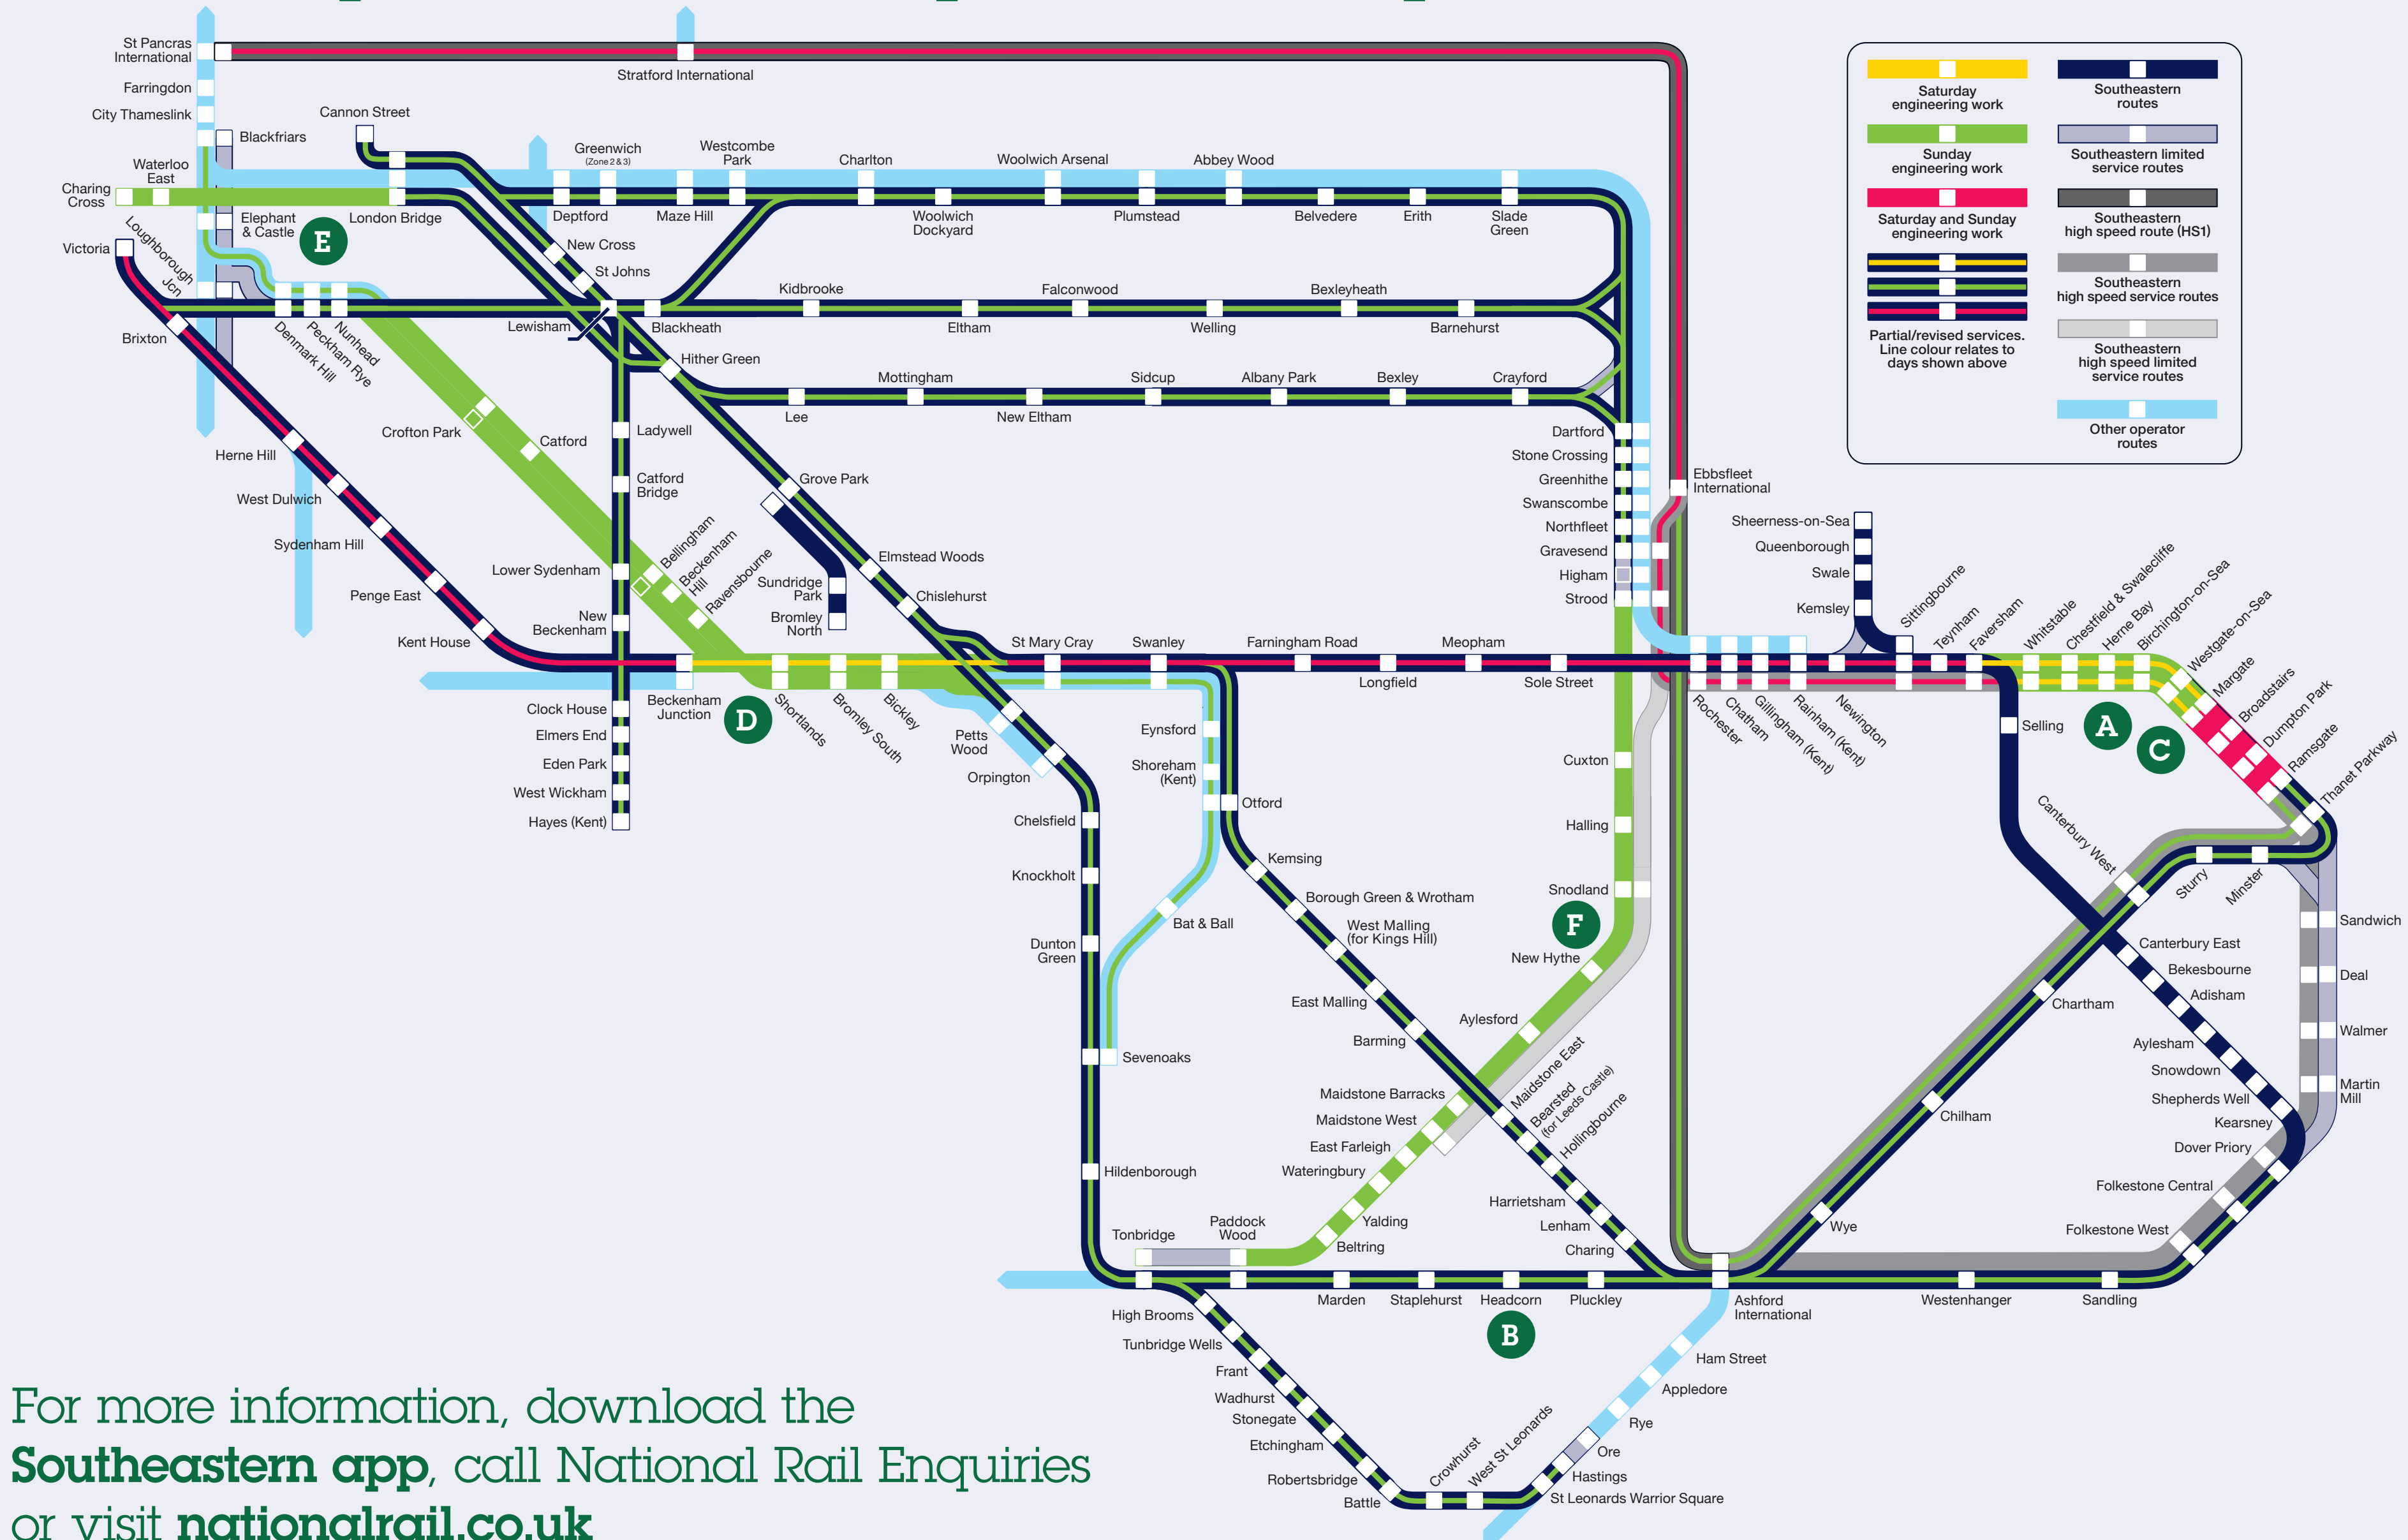 St Pancras
International
Stratford International
Farringdon
City Thameslink
Blackfriars
Cannon Street
Waterloo
East
Charing
Cross
Elephant
& Castle
E
London Bridge
Victoria
Loughborough
Jcn
Brixton
Denmark Hill
Peckham Rye
Nunhead
Greenwich
(Zone 2 & 3)
Westcombe
Park
Charlton
Woolwich Arsenal
Abbey Wood
Deptford
Maze Hill
Woolwich
Dockyard
Plumstead
Belvedere
Erith
Slade
Green
New Cross
St Johns
Lewisham
Blackheath
Kidbrooke
Eltham
Falconwood
Welling
Bexleyheath
Barnehurst
Hither Green
Lee
Mottingham
New Eltham
Sidcup
Albany Park
Bexley
Crayford
Crofton Park
Catford
Ladywell
Catford
Bridge
Herne Hill
West Dulwich
Sydenham Hill
Penge East
Kent House
Lower Sydenham
New
Beckenham
Bellingham
Beckenham
Hill
Ravensbourne
Grove Park
Sundridge
Park
Bromley
North
Elmstead Woods
Chislehurst
Clock House
Elmers End
Eden Park
West Wickham
Hayes (Kent)
Beckenham
Junction
D
Shortlands
Bromley South
Bickley
Petts
Wood
Orpington
St Mary Cray
Swanley
Farningham Road
Longfield
Meopham
Sole Street
Dartford
Stone Crossing
Greenhithe
Swanscombe
Northfleet
Gravesend
Higham
Strood
Ebbsfleet
International
Sheerness-on-Sea
Queenborough
Swale
Kemsley
Sittingbourne
Teynham
Faversham
Whitstable
Chestfield & Swalecliffe
Herne Bay
Birchington-on-Sea
Westgate-on-Sea
Margate
Broadstairs
Dumpton Park
Ramsgate
Thanet Parkway
Rochester
Chatham
Gillingham (Kent)
Rainham (Kent)
Newington
A
C
Selling
Eynsford
Shoreham
(Kent)
Otford
Kemsing
Bat & Ball
Sevenoaks
Chelsfield
Knockholt
Dunton
Green
Hildenborough
Borough Green & Wrotham
West Malling
(for Kings Hill)
East Malling
Barming
Maidstone East
Bearsted
(for Leeds Castle)
Hollingbourne
Harrietsham
Lenham
Charing
Cuxton
Halling
Snodland
F
New Hythe
Aylesford
Maidstone Barracks
Maidstone West
East Farleigh
Wateringbury
Yalding
Beltring
Tonbridge
Paddock
Wood
Marden
Staplehurst
Headcorn
Pluckley
B
Ashford
International
Westenhanger
Sandling
Canterbury West
Sturry
Minster
Sandwich
Deal
Walmer
Martin
Mill
Canterbury East
Bekesbourne
Adisham
Aylesham
Snowdown
Shepherds Well
Kearsney
Dover Priory
Folkestone Central
Folkestone West
Chartham
Chilham
Wye
High Brooms
Tunbridge Wells
Frant
Wadhurst
Stonegate
Etchingham
Robertsbridge
Battle
Crowhurst
West St Leonards
St Leonards Warrior Square
Hastings
Ore
Rye
Appledore
Ham Street
Saturday
engineering work
Sunday
engineering work
Saturday and Sunday
engineering work
Partial/revised services.
Line colour relates to
days shown above
Southeastern
routes
Southeastern limited
service routes
Southeastern
high speed route (HS1)
Southeastern
high speed service routes
Southeastern
high speed limited
service routes
Other operator
routes
For more information, download the
Southeastern app, call National Rail Enquiries
or visit nationalrail.co.uk